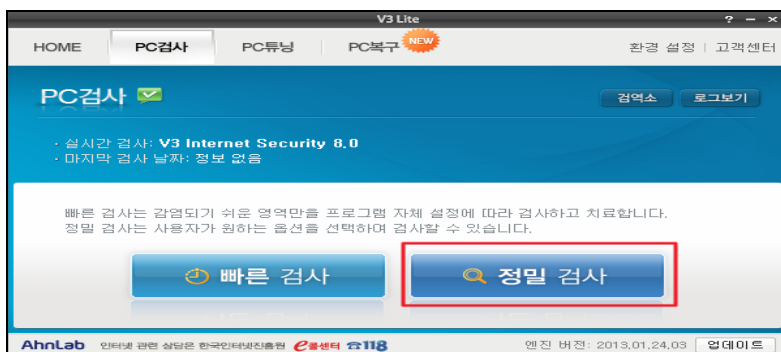 V3 Lite ? – ×
HOME PC검사 PC튜닝 PC복구 NEW 환경 설정 | 고객센터
PC검사 검역소 로그보기
· 실시간 검사: V3 Internet Security 8.0
· 마지막 검사 날짜: 정보 없음
빠른 검사는 감염되기 쉬운 영역만을 프로그램 자체 설정에 따라 검사하고 치료합니다.
정밀 검사는 사용자가 원하는 옵션을 선택하여 검사할 수 있습니다.
빠른 검사 정밀 검사
AhnLab 인터넷 관련 상담은 한국인터넷진흥원 e콜센터 ☎118 엔진 버전: 2013.01.24.03 업데이트